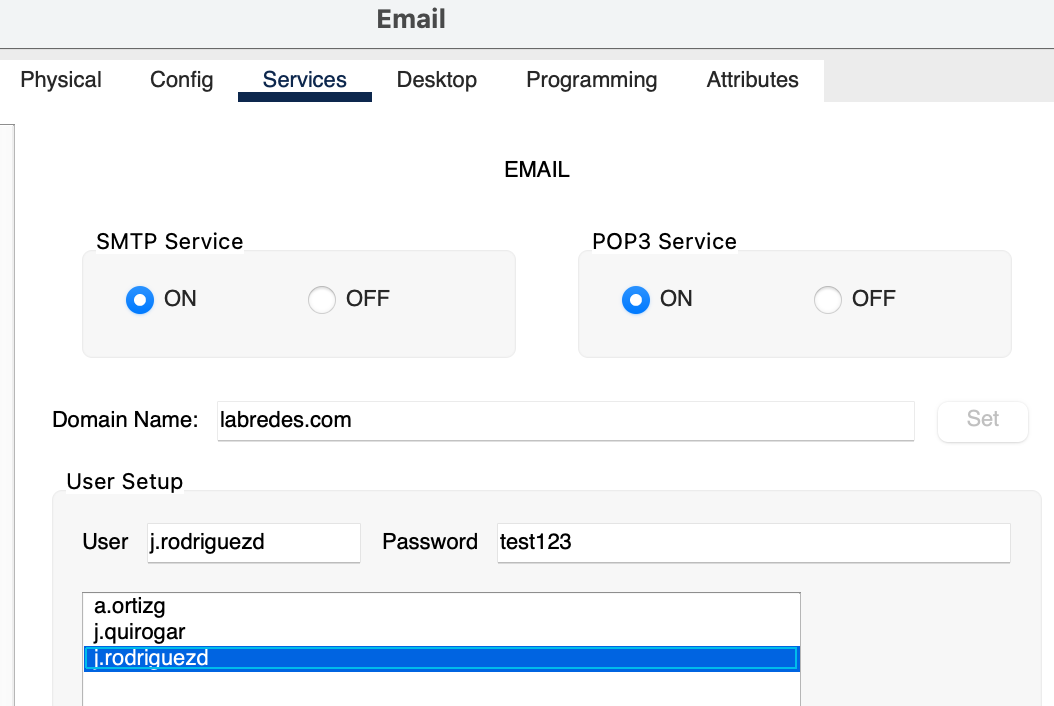 Email
Physical Config Services Desktop Programming Attributes
EMAIL
SMTP Service POP3 Service
ON OFF ON OFF
Domain Name: labredes.com Set
User Setup
User j.rodriguezd Password test123
a.ortizg
j.quirogar
j.rodriguezd